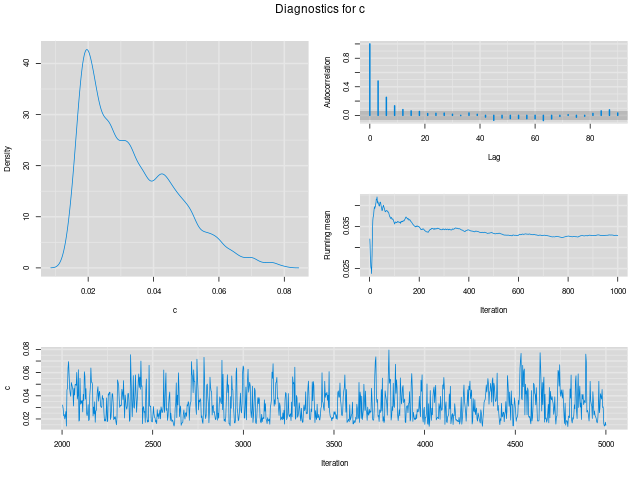 Diagnostics for c
Density
0 10 20 30 40
0.02 0.04 0.06 0.08
c
Autocorrelation
0.0 0.4 0.8
0 20 40 60 80
Lag
Running mean
0.025 0.035
0 200 400 600 800 1000
Iteration
c
0.02 0.04 0.06 0.08
2000 2500 3000 3500 4000 4500 5000
Iteration